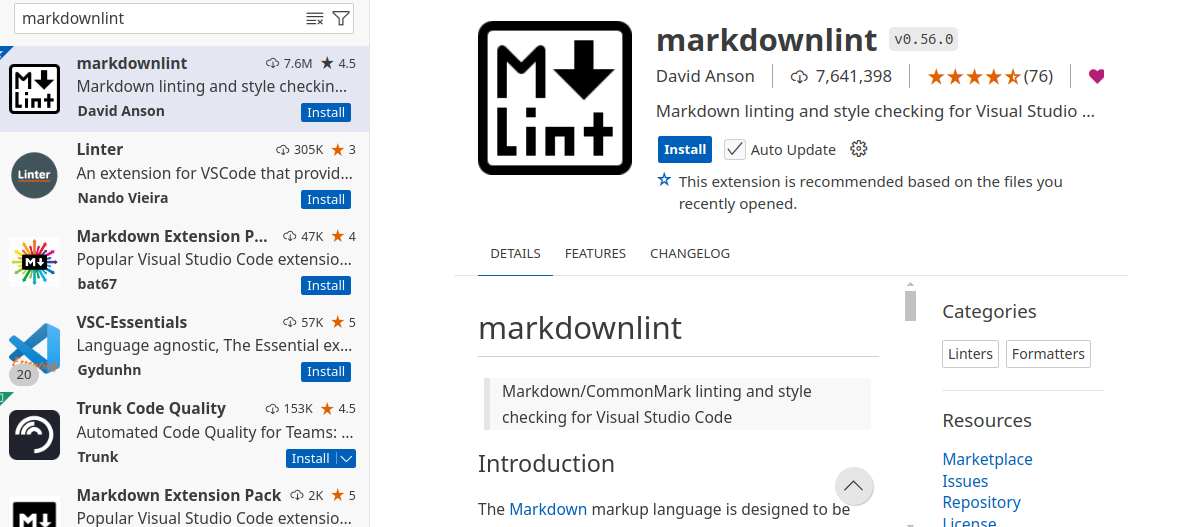 markdownlint
markdownlint 7.6M 4.5
Markdown linting and style checkin...
David Anson Install
Linter 305K 3
An extension for VSCode that provid...
Nando Vieira Install
Markdown Extension P... 47K 4
Popular Visual Studio Code extensio...
bat67 Install
VSC-Essentials 57K 5
Language agnostic, The Essential ex...
Gydunhn Install
20
Trunk Code Quality 153K 4.5
Automated Code Quality for Teams: ...
Trunk Install
Markdown Extension Pack 2K 5
Popular Visual Studio Code extensio...
M
Lint
markdownlint v0.56.0
David Anson 7,641,398 (76)
Markdown linting and style checking for Visual Studio ...
Install Auto Update
This extension is recommended based on the files you
recently opened.
DETAILS FEATURES CHANGELOG
markdownlint
Markdown/CommonMark linting and style
checking for Visual Studio Code
Introduction
The Markdown markup language is designed to be
Categories
Linters Formatters
Resources
Marketplace
Issues
Repository
License